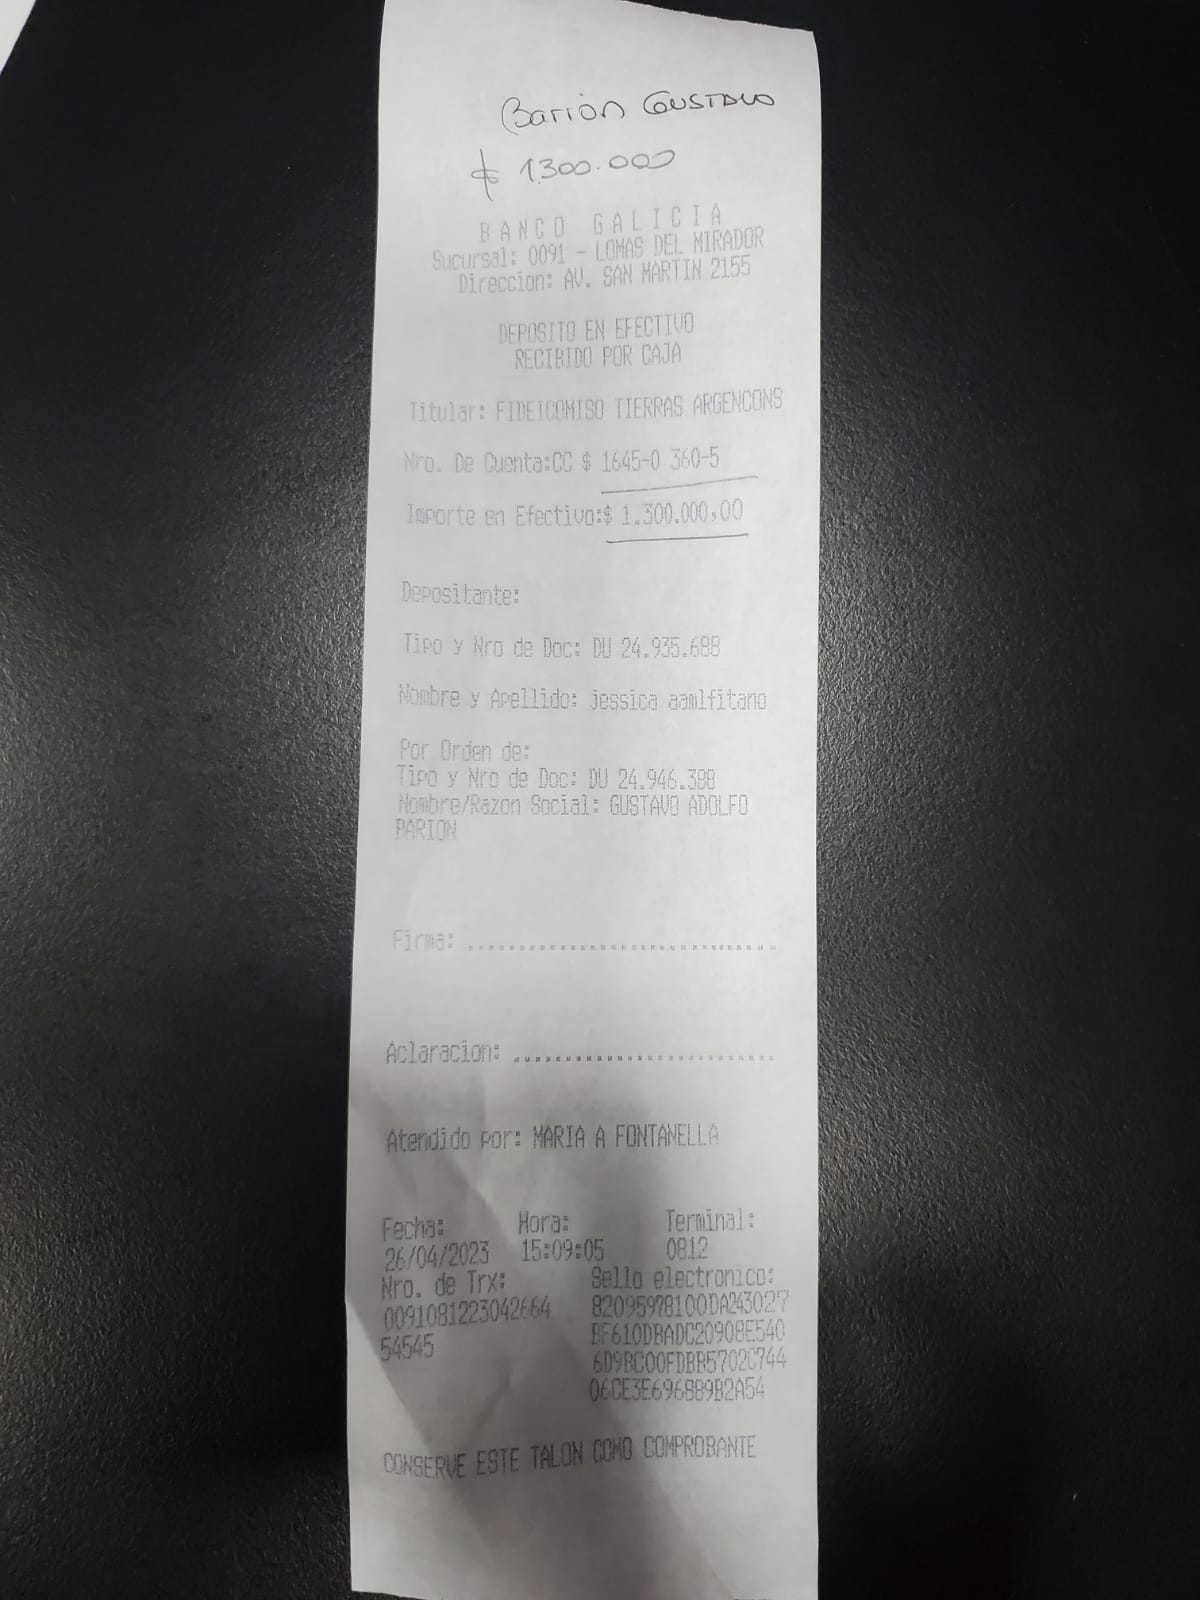 Barrión GUSTAVO
$ 1.300.000
BANCO GALICIA
Sucursal: 0091 - LOMAS DEL MIRADOR
Direccion: AV. SAN MARTIN 2155
DEPOSITO EN EFECTIVO
RECIBIDO POR CAJA
Titular: FIDEICOMISO TIERRAS ARGENCONS
Nro. De Cuenta:CC $ 1645-0 360-5
Importe en Efectivo:$ 1.300.000,00
Depositante:
Tipo y Nro de Doc: DU 24.935.688
Nombre y Apellido: jessica aamlfitano
Por Orden de:
Tipo y Nro de Doc: DU 24.946.388
Nombre/Razon Social: GUSTAVO ADOLFO
BARION
Firma: ..............................
Aclaracion: .........................
Atendido por: MARIA A FONTANELLA
Fecha: Hora: Terminal:
26/04/2023 15:09:05 0812
Nro. de Trx: Sello electronico:
0091081223042664 82095978100DA243027
54545 BF610DBADC20908E540
6D9BC00FDBB5702C744
06CE3E696889B2A54
CONSERVE ESTE TALON COMO COMPROBANTE